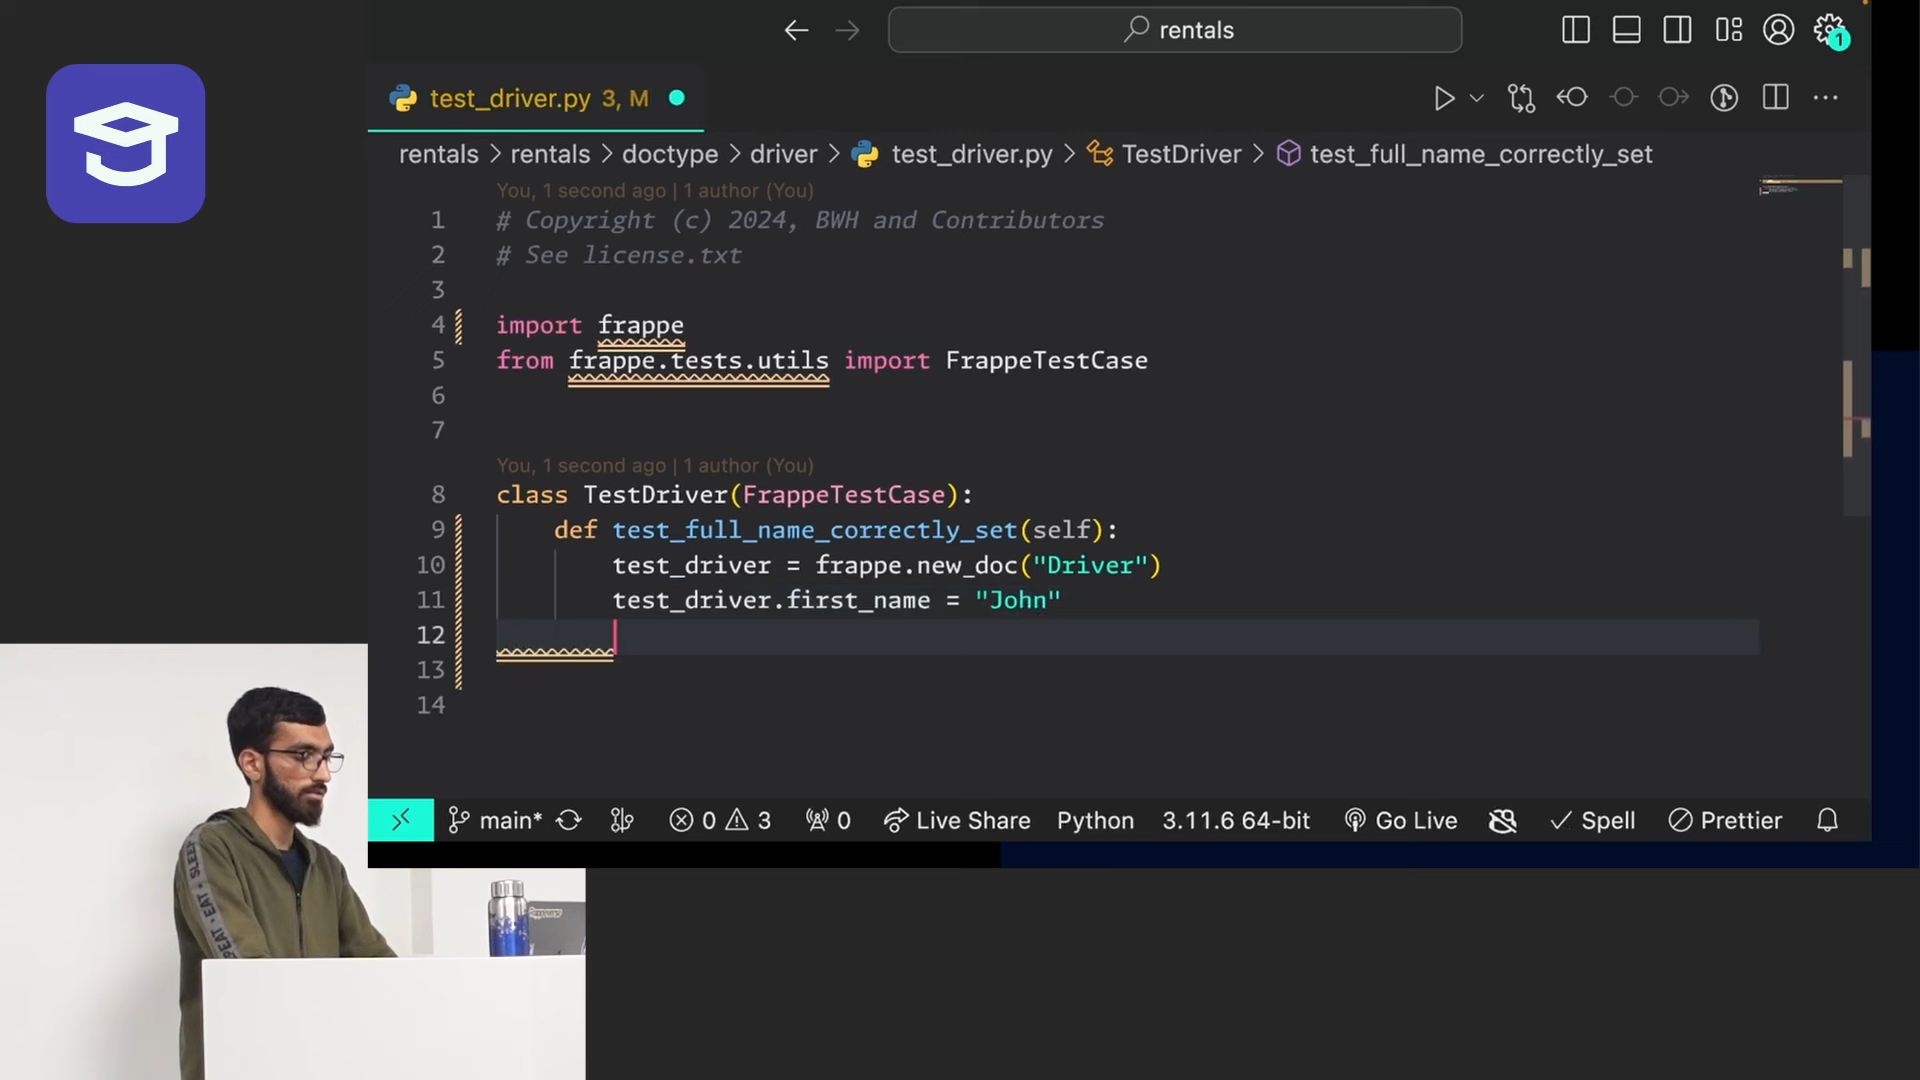 rentals
1
test_driver.py 3, M
rentals > rentals > doctype > driver > test_driver.py > TestDriver > test_full_name_correctly_set
You, 1 second ago | 1 author (You)
1 # Copyright (c) 2024, BWH and Contributors
2 # See license.txt
3
4 import frappe
5 from frappe.tests.utils import FrappeTestCase
6
7
You, 1 second ago | 1 author (You)
8 class TestDriver(FrappeTestCase):
9 def test_full_name_correctly_set(self):
10 test_driver = frappe.new_doc("Driver")
11 test_driver.first_name = "John"
12
13
14
main* 0 3 0 Live Share Python 3.11.6 64-bit Go Live Spell Prettier
EAT • SLEEP